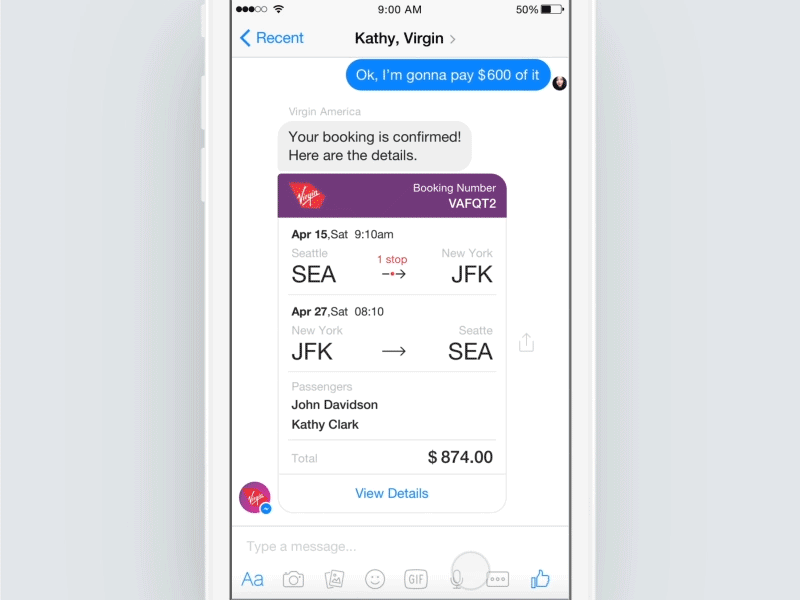 9:00 AM 50%
Recent Kathy, Virgin
Ok, I'm gonna pay $600 of it
Virgin America
Your booking is confirmed!
Here are the details.
Virgin
Booking Number
VAFQT2
Apr 15,Sat 9:10am
Seattle 1 stop New York
SEA JFK
Apr 27,Sat 08:10
New York Seatte
JFK SEA
Passengers
John Davidson
Kathy Clark
Total $874.00
View Details
Virgin
Type a message...
Aa GIF